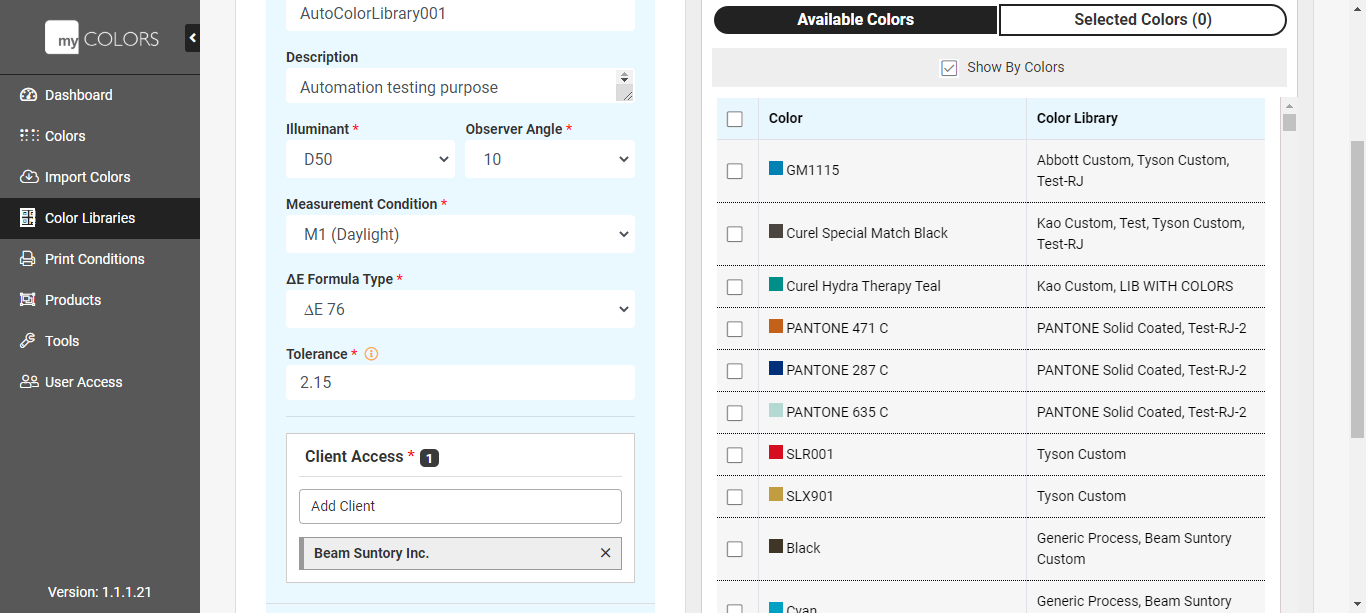 my COLORS
Dashboard
Colors
Import Colors
Color Libraries
Print Conditions
Products
Tools
User Access
Version: 1.1.1.21
AutoColorLibrary001
Description
Automation testing purpose
Illuminant *
Observer Angle *
D50
10
Measurement Condition *
M1 (Daylight)
ΔE Formula Type *
ΔE 76
Tolerance *
2.15
Client Access * 1
Add Client
Beam Suntory Inc.
Available Colors
Selected Colors (0)
Show By Colors
Color
Color Library
GM1115
Abbott Custom, Tyson Custom,
Test-RJ
Curel Special Match Black
Kao Custom, Test, Tyson Custom,
Test-RJ
Curel Hydra Therapy Teal
Kao Custom, LIB WITH COLORS
PANTONE 471 C
PANTONE Solid Coated, Test-RJ-2
PANTONE 287 C
PANTONE Solid Coated, Test-RJ-2
PANTONE 635 C
PANTONE Solid Coated, Test-RJ-2
SLR001
Tyson Custom
SLX901
Tyson Custom
Black
Generic Process, Beam Suntory
Custom
Cyan
Generic Process, Beam Suntory